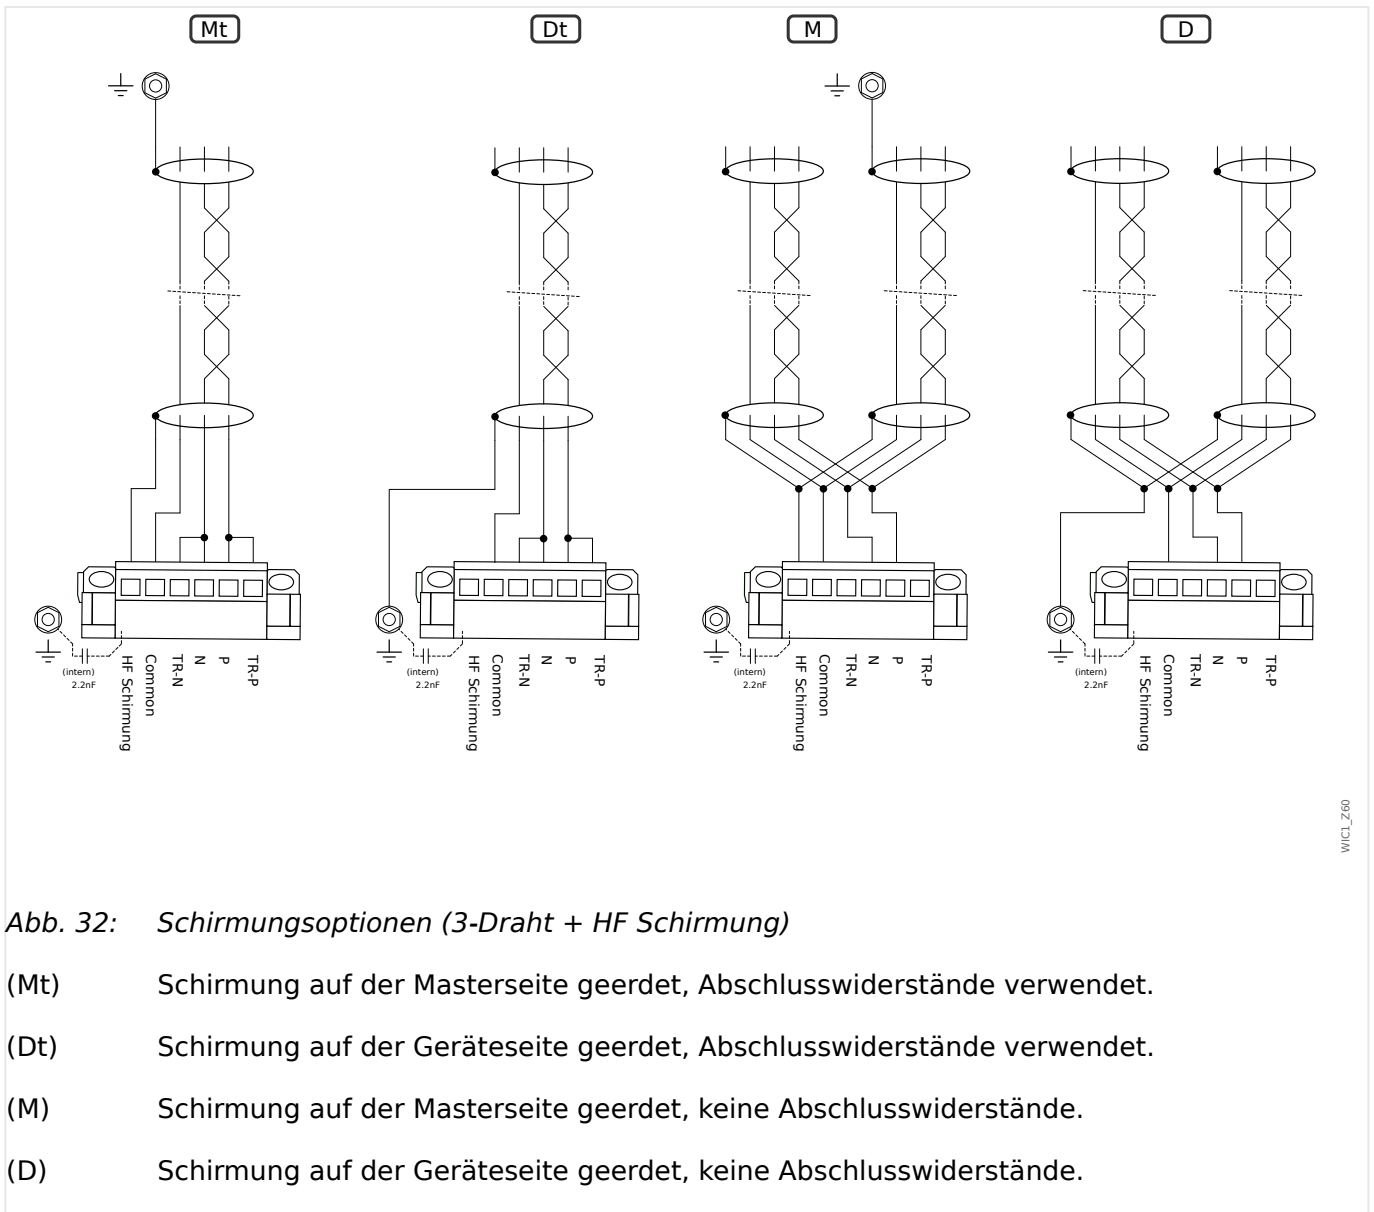 Mt Dt M D
(intern) 2.2nF HF Schirmung Common TR-N N P TR-P
(intern) 2.2nF HF Schirmung Common TR-N N P TR-P
(intern) 2.2nF HF Schirmung Common TR-N N P TR-P
(intern) 2.2nF HF Schirmung Common TR-N N P TR-P
WIC1_Z60
Abb. 32: Schirmungsoptionen (3-Draht + HF Schirmung)
(Mt) Schirmung auf der Masterseite geerdet, Abschlusswiderstände verwendet.
(Dt) Schirmung auf der Geräteseite geerdet, Abschlusswiderstände verwendet.
(M) Schirmung auf der Masterseite geerdet, keine Abschlusswiderstände.
(D) Schirmung auf der Geräteseite geerdet, keine Abschlusswiderstände.